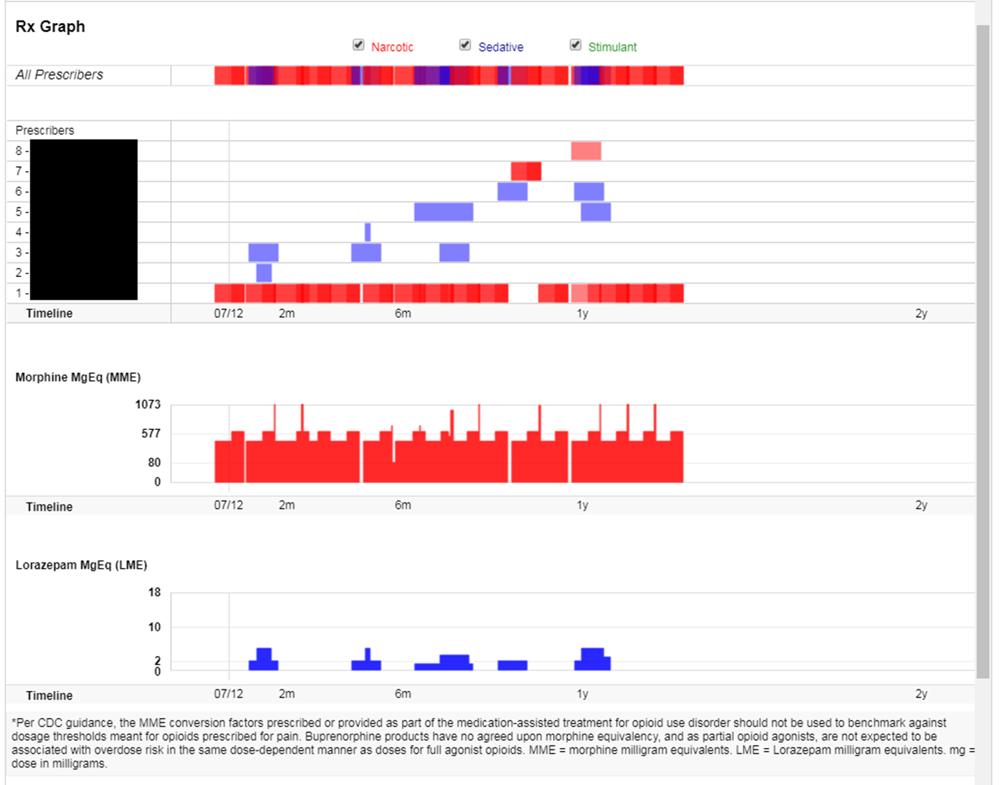 Rx Graph
Narcotic Sedative Stimulant
All Prescribers
Prescribers
8 -
7 -
6 -
5 -
4 -
3 -
2 -
1 -
Timeline 07/12 2m 6m 1y 2y
Morphine MgEq (MME)
1073
577
80
0
Timeline 07/12 2m 6m 1y 2y
Lorazepam MgEq (LME)
18
10
2
0
Timeline 07/12 2m 6m 1y 2y
*Per CDC guidance, the MME conversion factors prescribed or provided as part of the medication-assisted treatment for opioid use disorder should not be used to benchmark against
dosage thresholds meant for opioids prescribed for pain. Buprenorphine products have no agreed upon morphine equivalency, and as partial opioid agonists, are not expected to be
associated with overdose risk in the same dose-dependent manner as doses for full agonist opioids. MME = morphine milligram equivalents. LME = Lorazepam milligram equivalents. mg =
dose in milligrams.